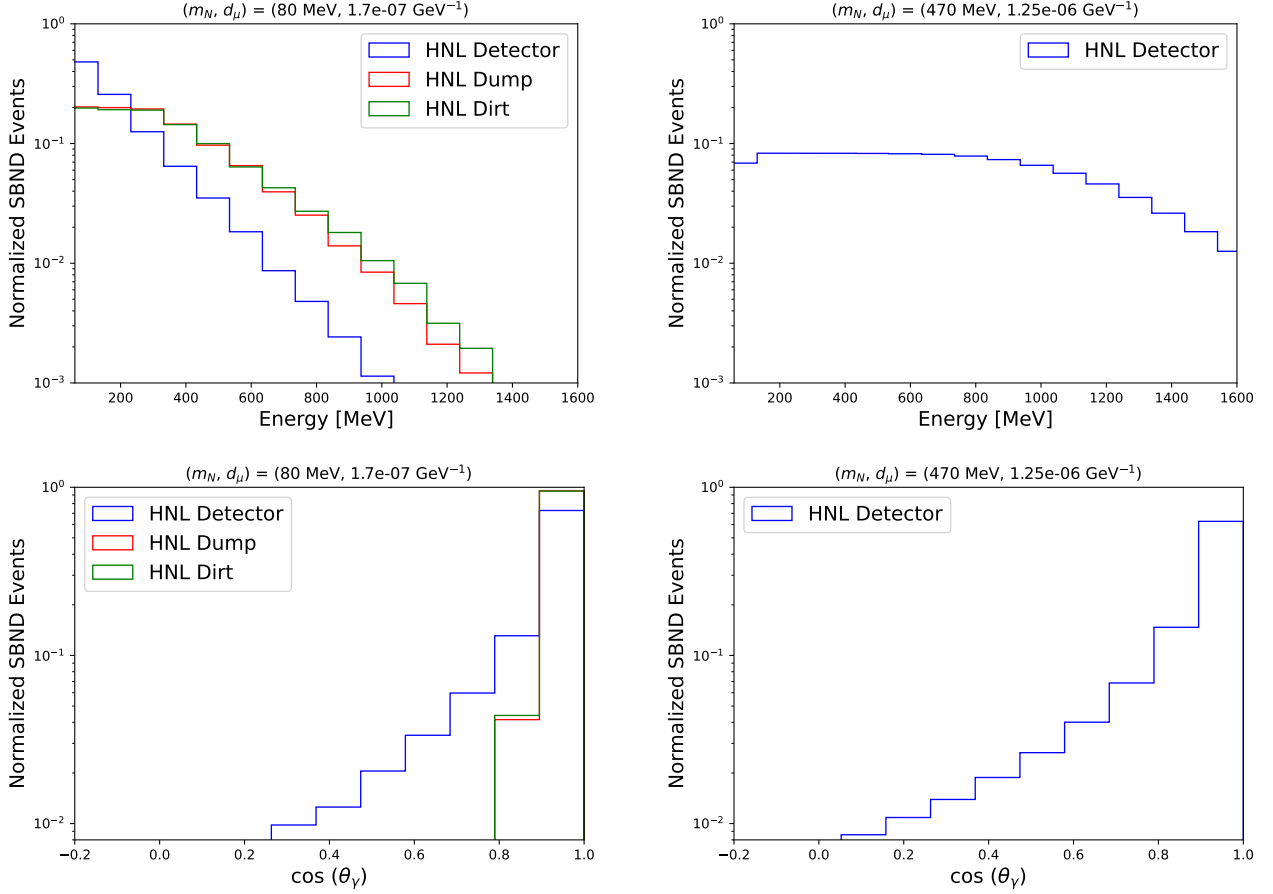 (m_N, d_μ) = (80 MeV, 1.7e-07 GeV⁻¹)
Normalized SBND Events
10⁰
10⁻¹
10⁻²
10⁻³
HNL Detector
HNL Dump
HNL Dirt
200 400 600 800 1000 1200 1400 1600
Energy [MeV]
(m_N, d_μ) = (470 MeV, 1.25e-06 GeV⁻¹)
Normalized SBND Events
10⁰
10⁻¹
10⁻²
10⁻³
HNL Detector
200 400 600 800 1000 1200 1400 1600
Energy [MeV]
(m_N, d_μ) = (80 MeV, 1.7e-07 GeV⁻¹)
Normalized SBND Events
10⁰
10⁻¹
10⁻²
HNL Detector
HNL Dump
HNL Dirt
−0.2 0.0 0.2 0.4 0.6 0.8 1.0
cos (θ_γ)
(m_N, d_μ) = (470 MeV, 1.25e-06 GeV⁻¹)
Normalized SBND Events
10⁰
10⁻¹
10⁻²
HNL Detector
−0.2 0.0 0.2 0.4 0.6 0.8 1.0
cos (θ_γ)